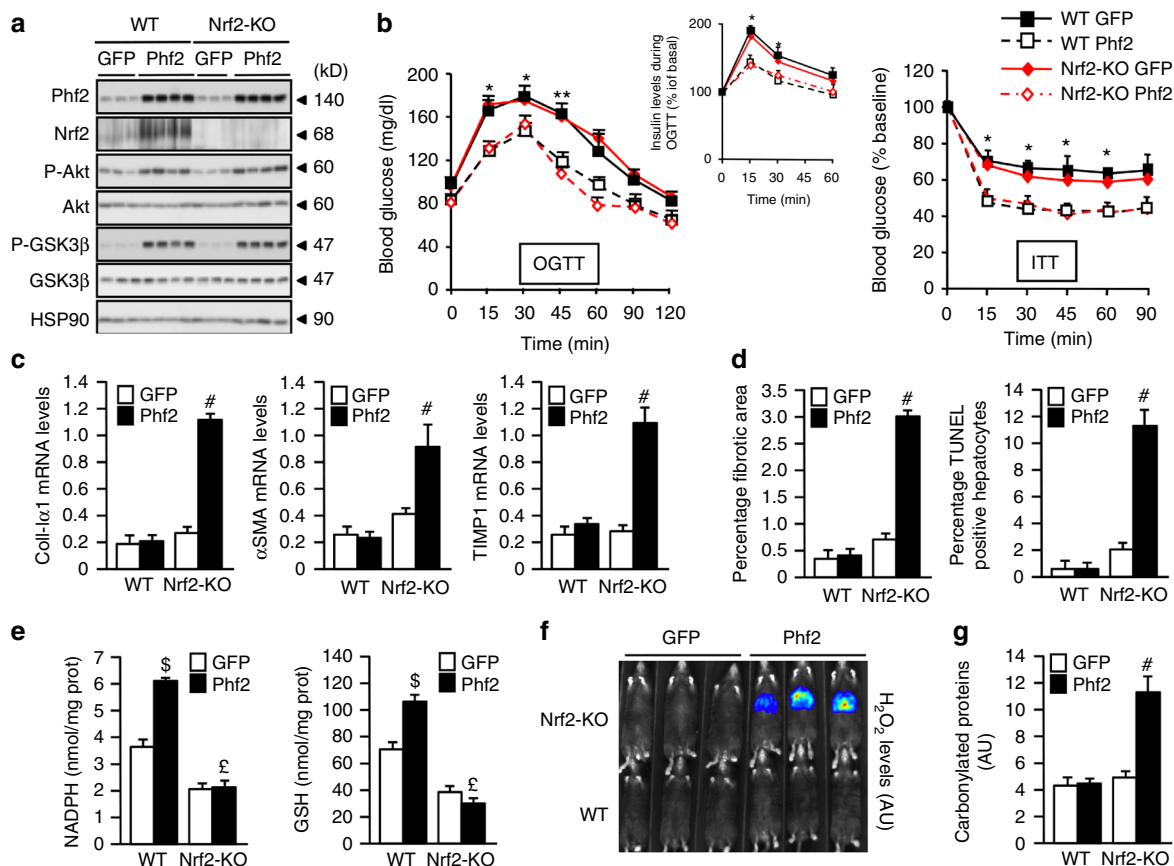 a
WT Nrf2-KO
GFP Phf2 GFP Phf2 (kD)
Phf2 140
Nrf2 68
P-Akt 60
Akt 60
P-GSK3β 47
GSK3β 47
HSP90 90
b
Blood glucose (mg/dl)
200
180
160
140
120
100
80
60
0
* * **
OGTT
0 15 30 45 60 90 120
Time (min)
Insulin levels during
OGTT (% iof basal)
200
150
100
50
0
* *
0 15 30 45 60
Time (min)
WT GFP
WT Phf2
Nrf2-KO GFP
Nrf2-KO Phf2
Blood glucose (% baseline)
120
100
80
60
40
20
0
* * * *
ITT
0 15 30 45 60 90
Time (min)
c
Coll-Iα1 mRNA levels
1.4
1.2
1.0
0.8
0.6
0.4
0.2
GFP
Phf2
#
WT Nrf2-KO
αSMA mRNA levels
1.4
1.2
1.0
0.8
0.6
0.4
0.2
GFP
Phf2
#
WT Nrf2-KO
TIMP1 mRNA levels
1.4
1.2
1.0
0.8
0.6
0.4
0.2
GFP
Phf2
#
WT Nrf2-KO
d
Percentage fibrotic area
3.5
3.0
2.5
2.0
1.5
1.0
0.5
0
GFP
Phf2
#
WT Nrf2-KO
Percentage TUNEL
positive hepatocytes
14
12
10
8
6
4
2
0
GFP
Phf2
#
WT Nrf2-KO
e
NADPH (nmol/mg prot)
7
6
5
4
3
2
1
0
GFP
Phf2
$
£
WT Nrf2-KO
GSH (nmol/mg prot)
140
120
100
80
60
40
20
0
GFP
Phf2
$
£
WT Nrf2-KO
f
GFP Phf2
Nrf2-KO
WT
H2O2 levels (AU)
g
Carbonylated proteins
(AU)
14
12
10
8
6
4
2
0
GFP
Phf2
#
WT Nrf2-KO